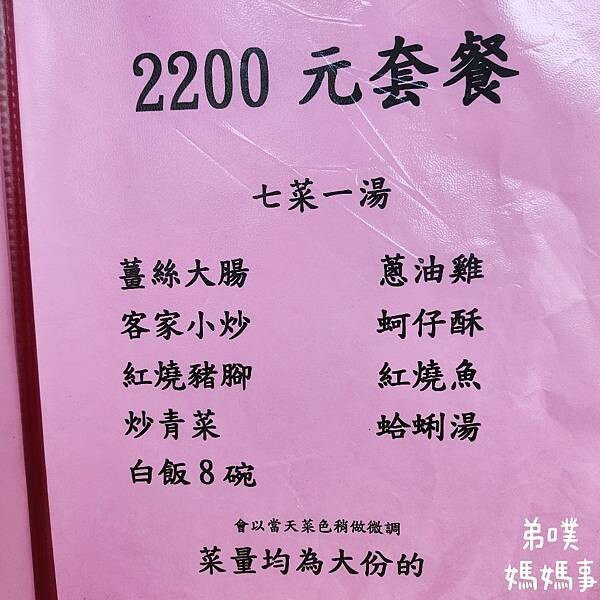 2200 元套餐
七菜一湯
薑絲大腸 蔥油雞
客家小炒 蚵仔酥
紅燒豬腳 紅燒魚
炒青菜 蛤蜊湯
白飯8碗
會以當天菜色稍做微調
菜量均為大份的
弟噗
媽媽事